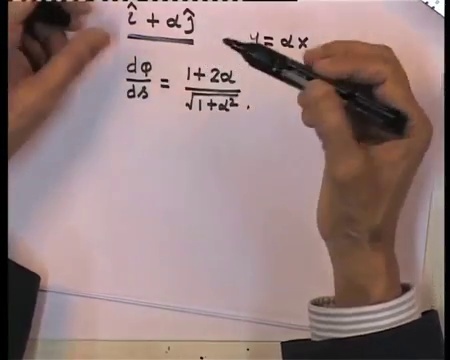 î + αĵ
y = αx
dφ/ds = (1 + 2α)/√(1 + α²).